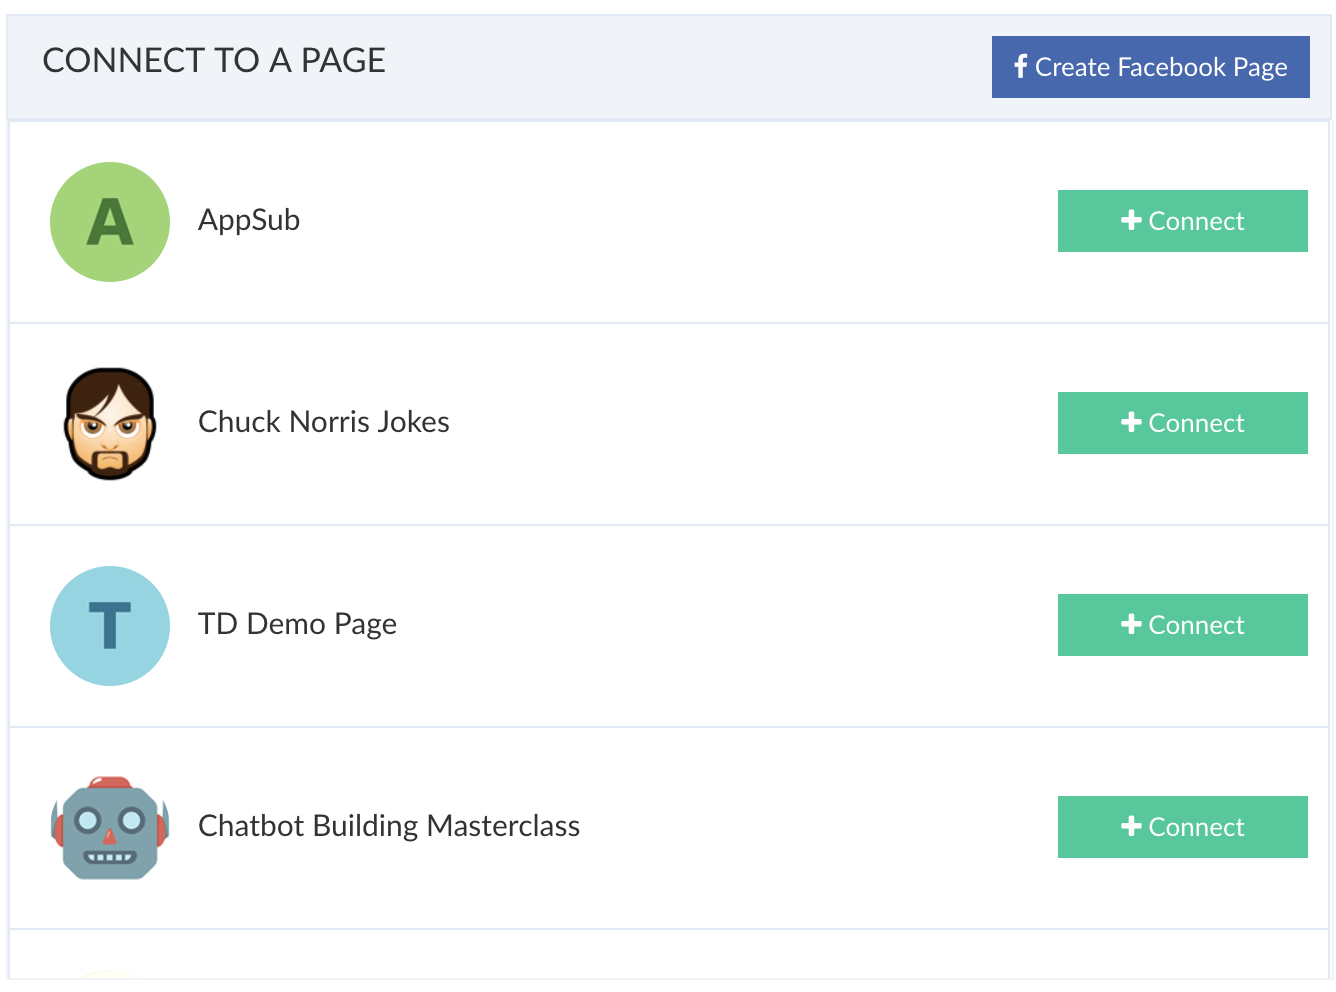 CONNECT TO A PAGE
Create Facebook Page
A
AppSub
Connect
Chuck Norris Jokes
Connect
T
TD Demo Page
Connect
Chatbot Building Masterclass
Connect